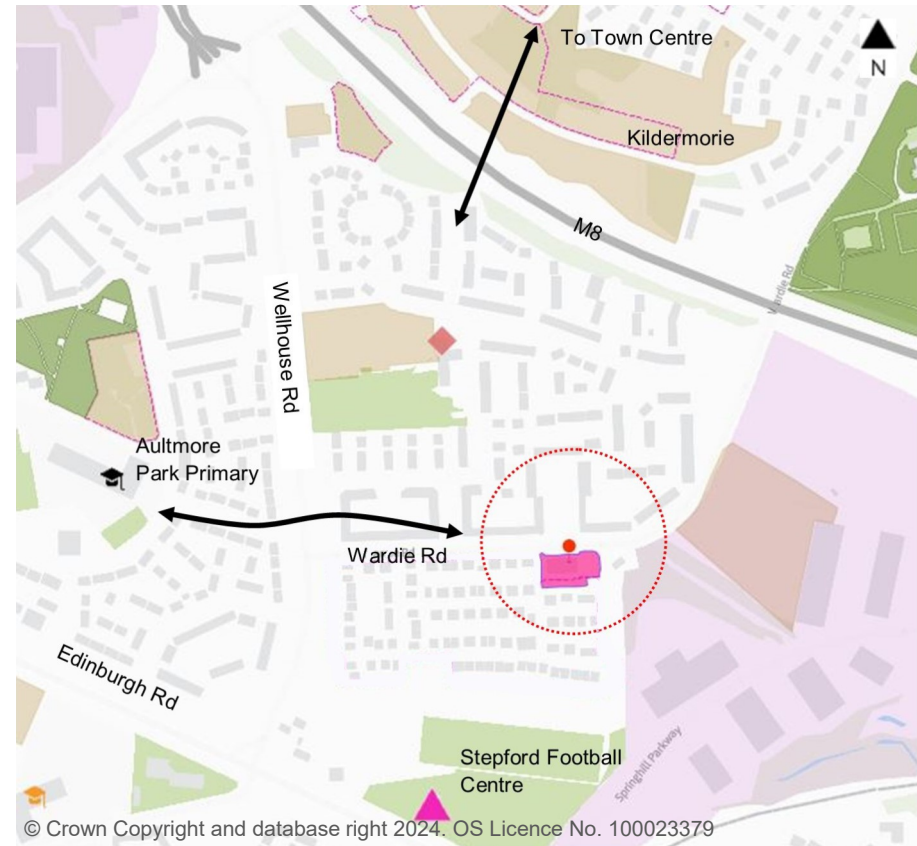 To Town Centre
N
Kildermorie
M8
Wardie Rd
Wellhouse Rd
Aultmore
Park Primary
Wardie Rd
Edinburgh Rd
Stepford Football
Centre
Springhill Parkway
© Crown Copyright and database right 2024. OS Licence No. 100023379